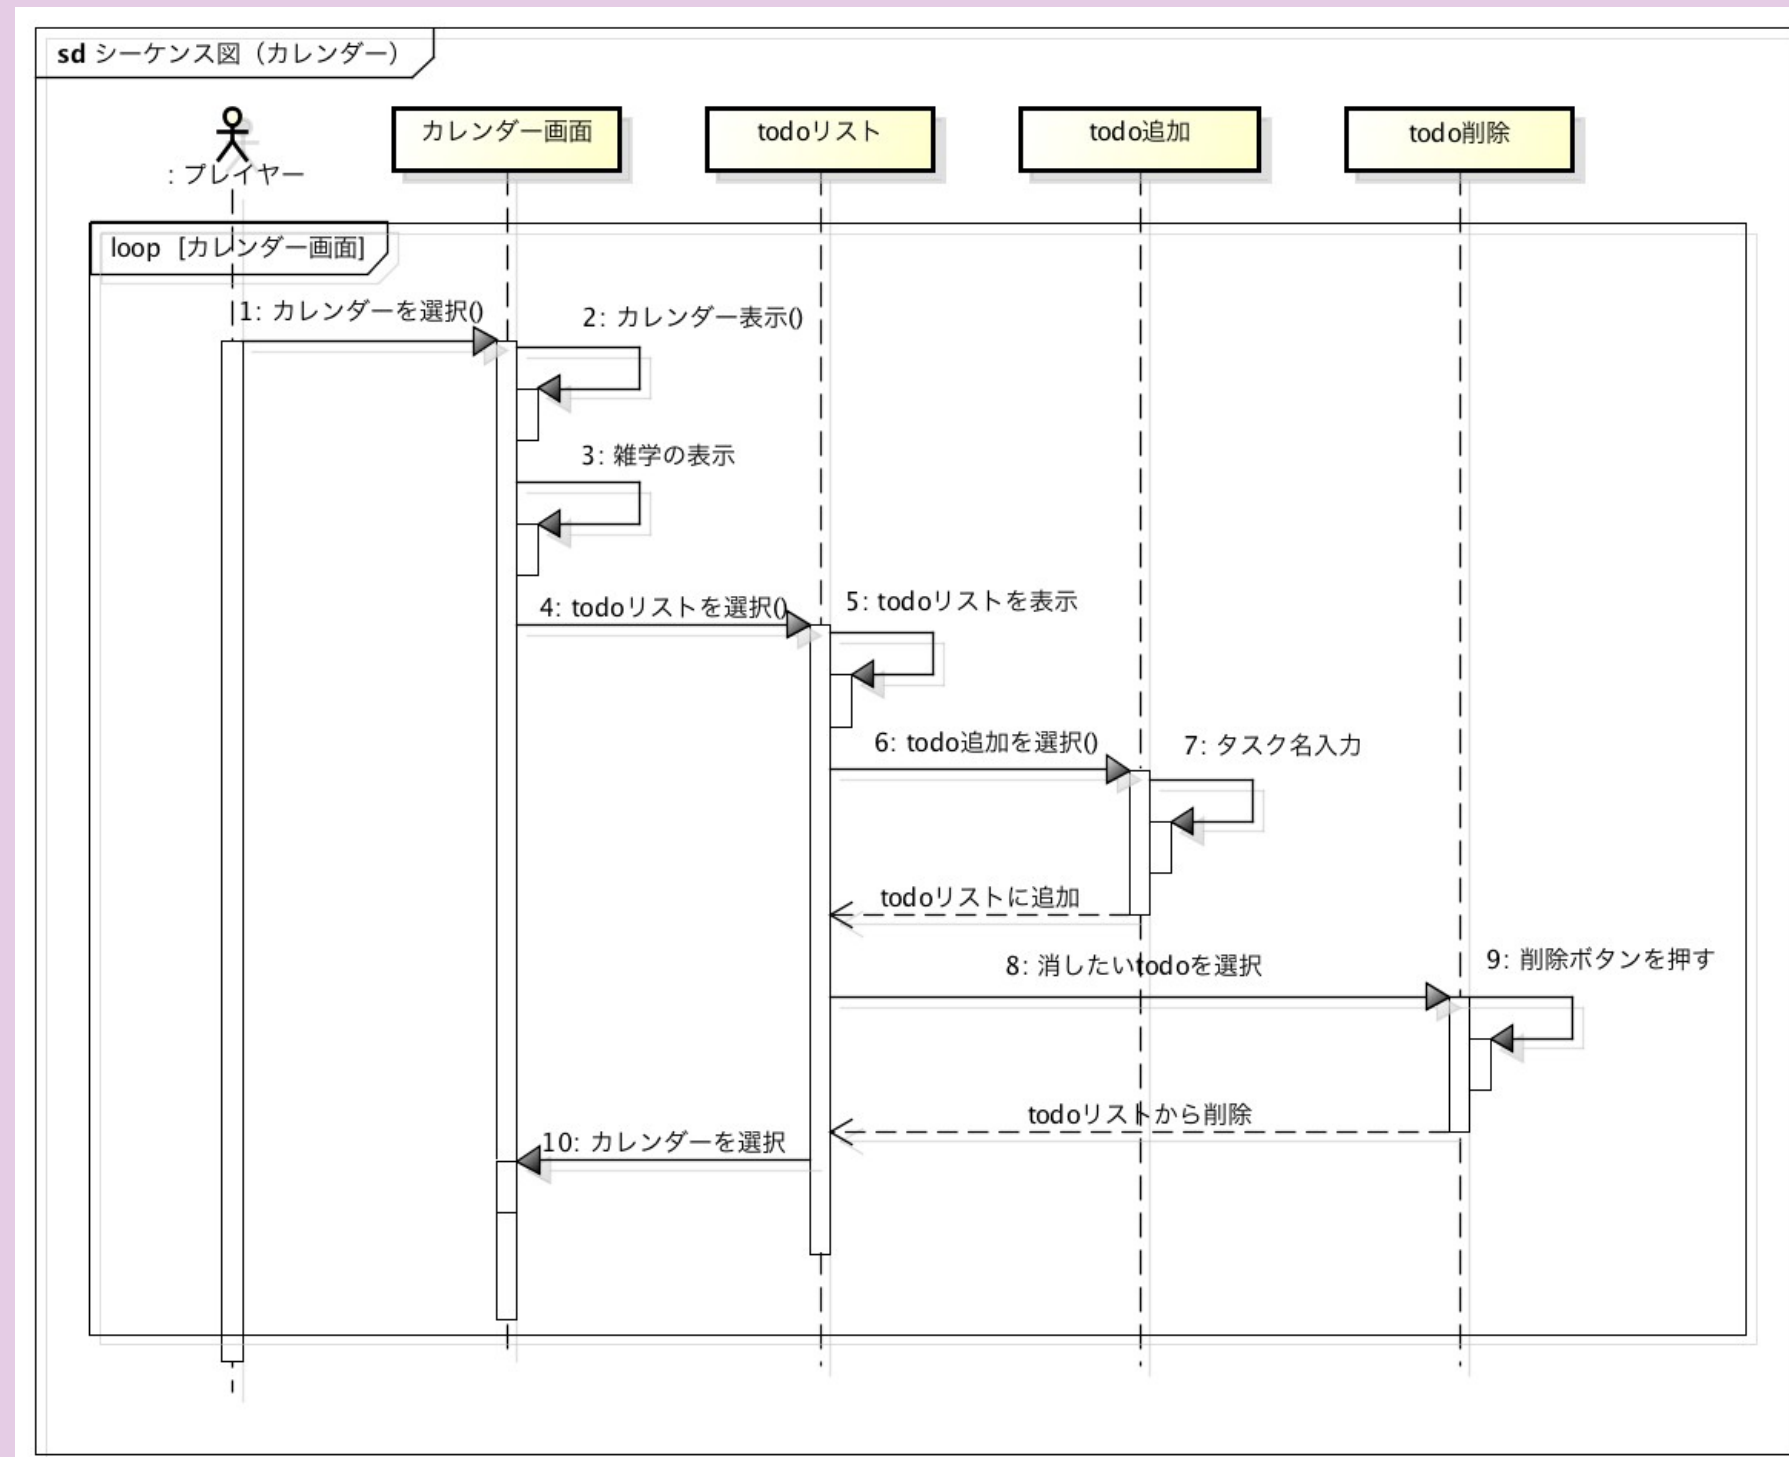 sd シーケンス図（カレンダー）
: プレイヤー
カレンダー画面
todoリスト
todo追加
todo削除
loop [カレンダー画面]
1: カレンダーを選択()
2: カレンダー表示()
3: 雑学の表示
4: todoリストを選択()
5: todoリストを表示
6: todo追加を選択()
7: タスク名入力
todoリストに追加
8: 消したいtodoを選択
9: 削除ボタンを押す
todoリストから削除
10: カレンダーを選択